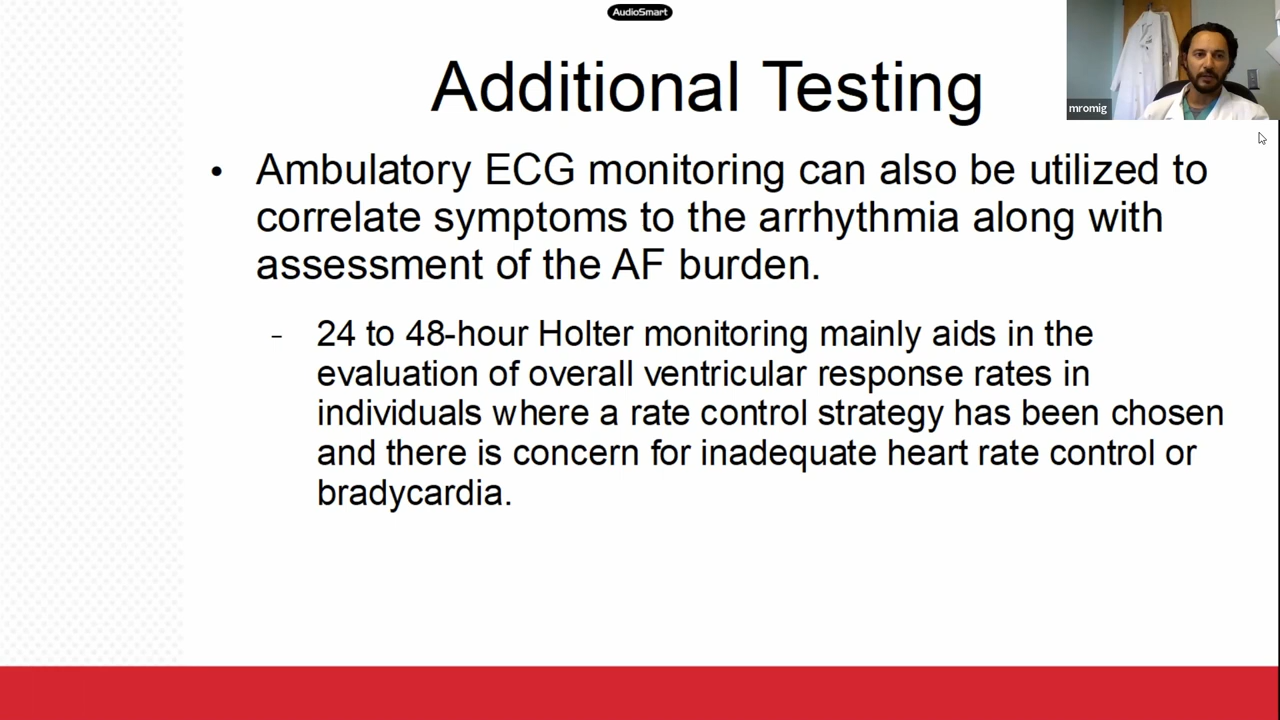 AudioSmart
Additional Testing
mromig
• Ambulatory ECG monitoring can also be utilized to
correlate symptoms to the arrhythmia along with
assessment of the AF burden.
- 24 to 48-hour Holter monitoring mainly aids in the
evaluation of overall ventricular response rates in
individuals where a rate control strategy has been chosen
and there is concern for inadequate heart rate control or
bradycardia.